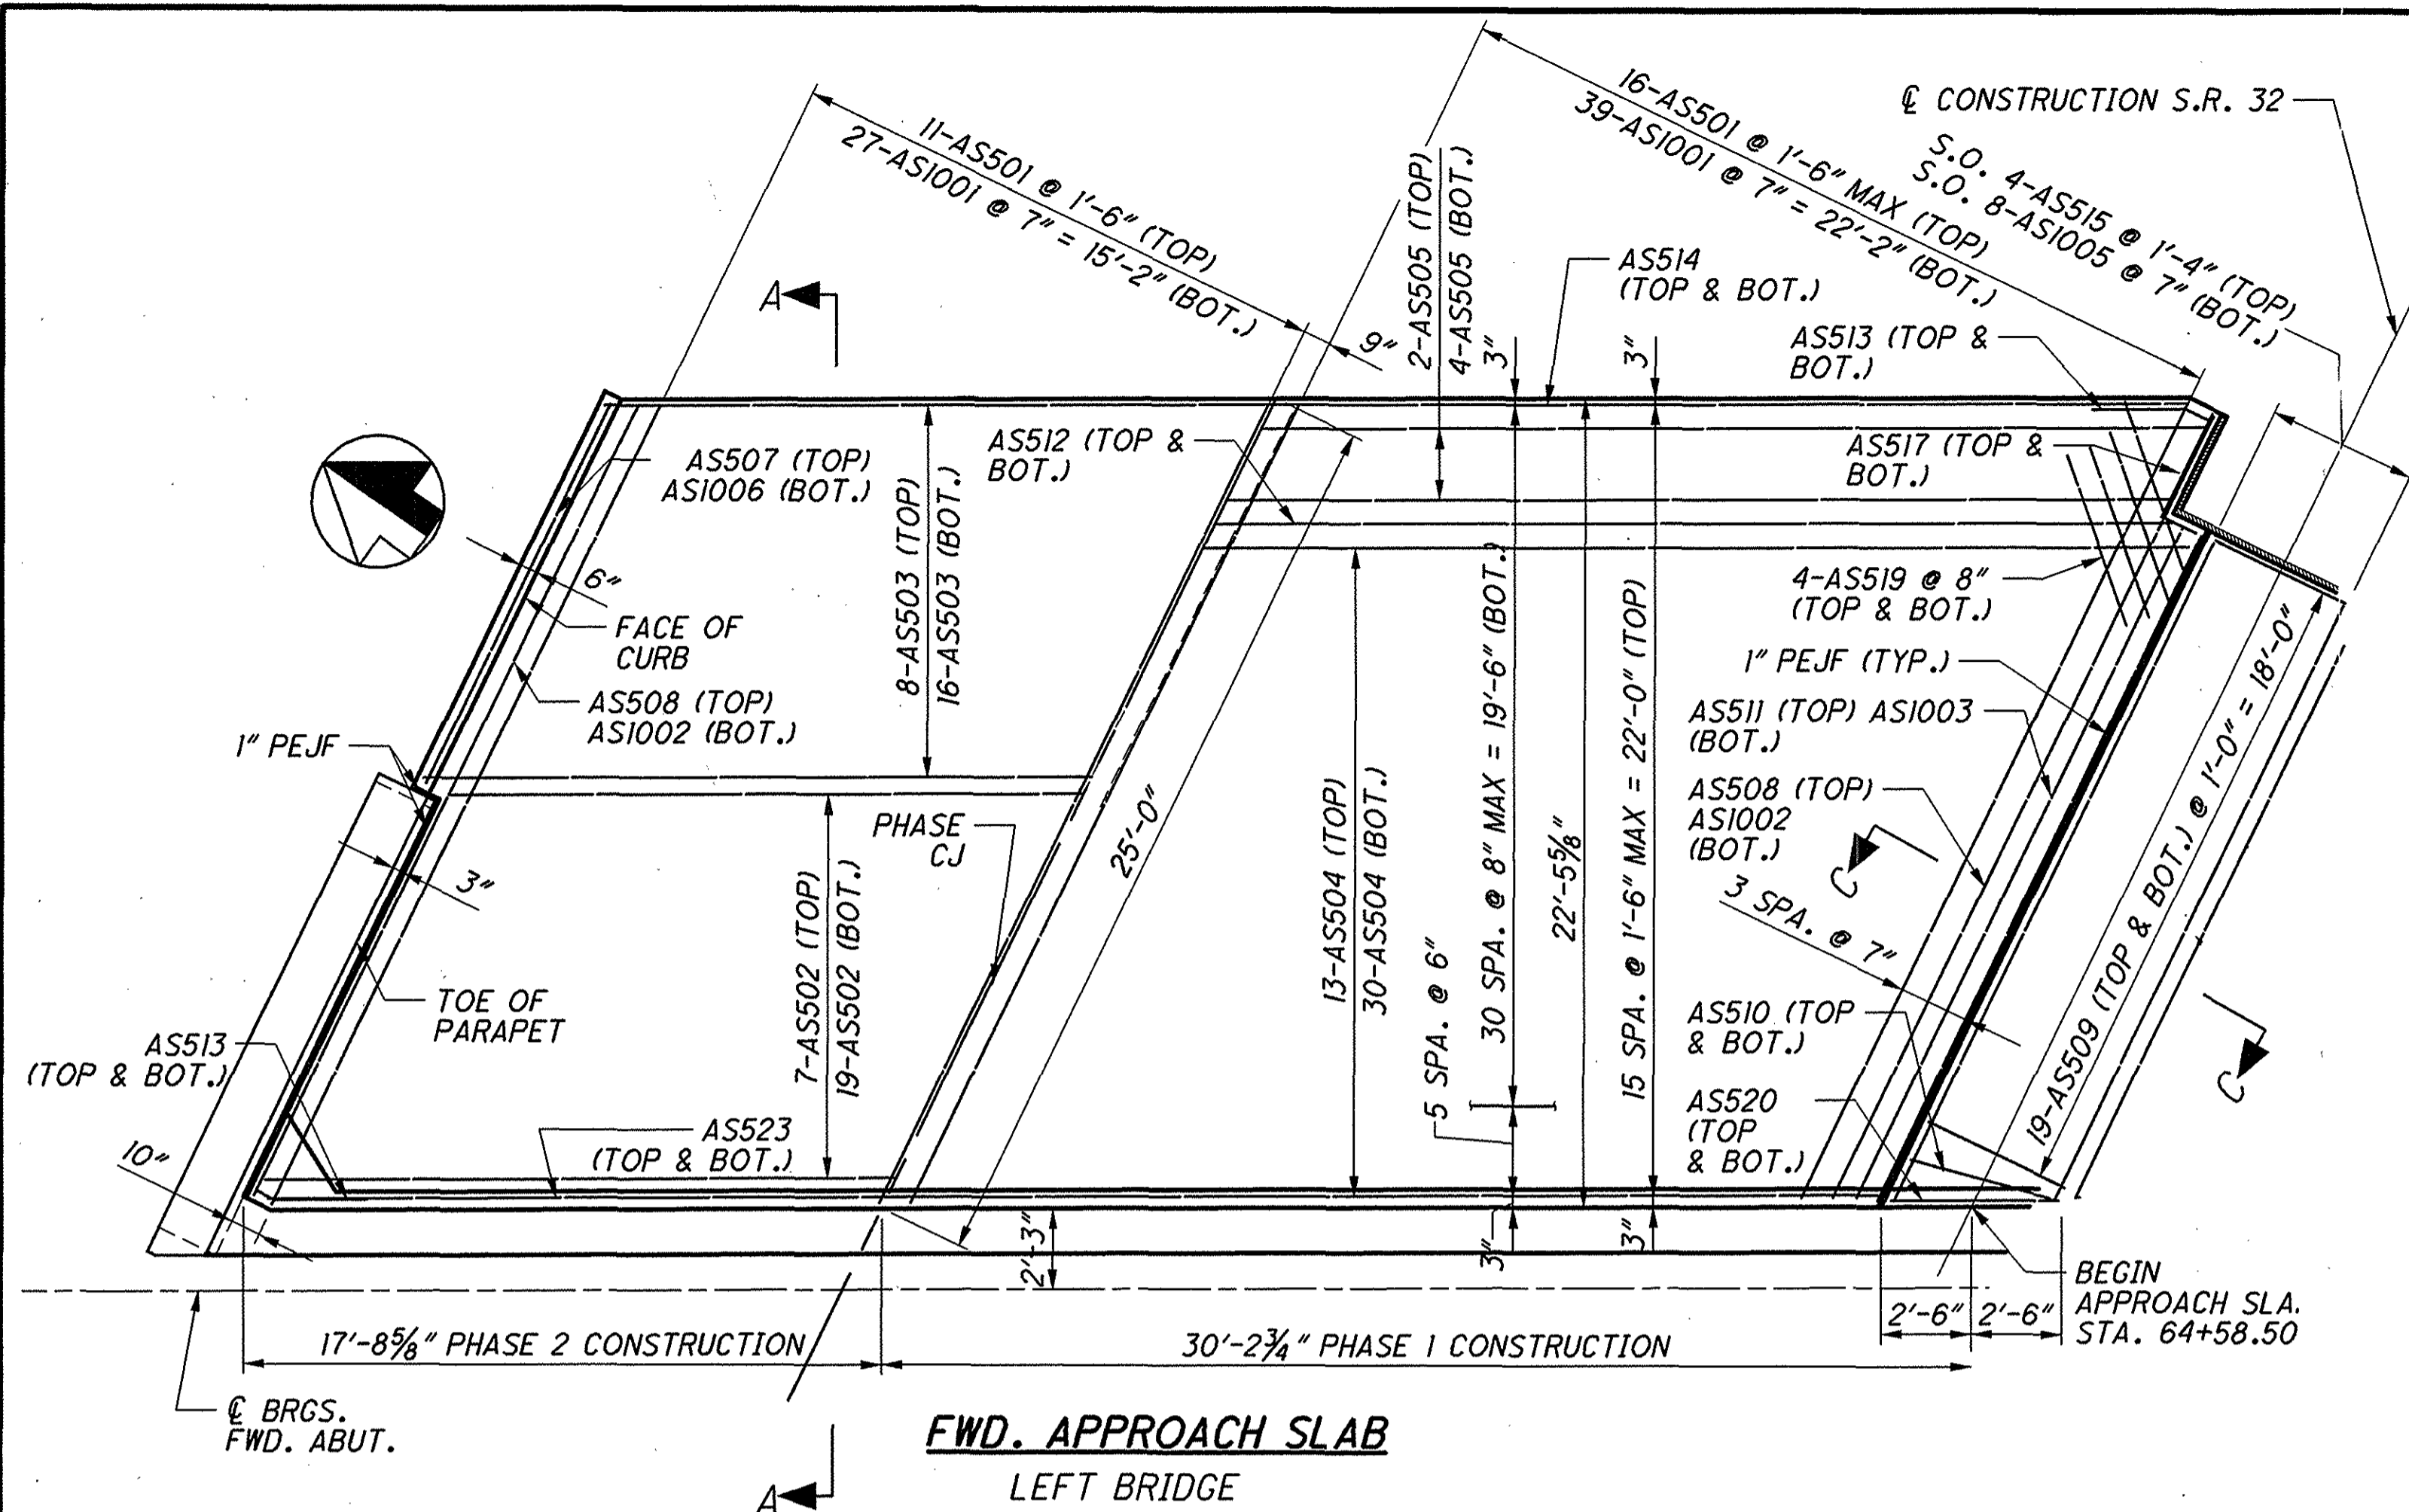 ℄ CONSTRUCTION S.R. 32
16-AS501 @ 1'-6" MAX (TOP)
39-AS1001 @ 7" = 22'-2" (BOT.)
S.O. 4-AS515 @ 1'-4" (TOP)
S.O. 8-AS1005 @ 7" (BOT.)
11-AS501 @ 1'-6" (TOP)
27-AS1001 @ 7" = 15'-2" (BOT.)
9"
2-AS505 (TOP)
4-AS505 (BOT.)
3"
3"
AS514
(TOP & BOT.)
AS513 (TOP &
BOT.)
A
AS507 (TOP)
AS1006 (BOT.)
8-AS503 (TOP)
16-AS503 (BOT.)
AS512 (TOP &
BOT.)
AS517 (TOP &
BOT.)
6"
FACE OF
CURB
AS508 (TOP)
AS1002 (BOT.)
1" PEJF
4-AS519 @ 8"
(TOP & BOT.)
1" PEJF (TYP.)
AS511 (TOP) AS1003
(BOT.)
AS508 (TOP)
AS1002
(BOT.)
C
3 SPA. @ 7"
PHASE
CJ
25'-0"
3"
7-AS502 (TOP)
19-AS502 (BOT.)
13-AS504 (TOP)
30-AS504 (BOT.)
5 SPA. @ 6"
30 SPA. @ 8" MAX = 19'-6" (BOT.)
22'-5⅝"
15 SPA. @ 1'-6" MAX = 22'-0" (TOP)
19-AS509 (TOP & BOT.) @ 1'-0" = 18'-0"
TOE OF
PARAPET
AS513
(TOP & BOT.)
AS523
(TOP & BOT.)
AS510 (TOP
& BOT.)
AS520
(TOP
& BOT.)
C
10"
2'-3"
3"
3"
BEGIN
APPROACH SLA.
STA. 64+58.50
2'-6"
2'-6"
17'-8⅝" PHASE 2 CONSTRUCTION
30'-2¾" PHASE 1 CONSTRUCTION
℄ BRGS.
FWD. ABUT.
FWD. APPROACH SLAB
LEFT BRIDGE
A